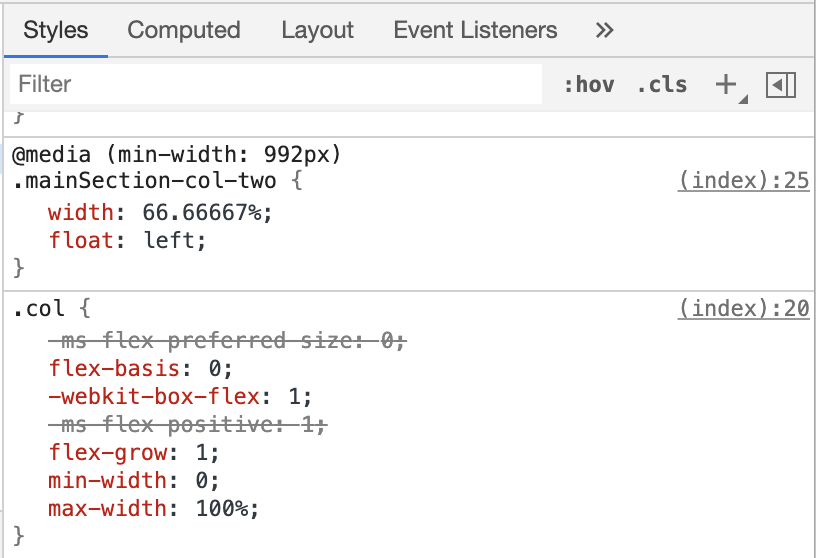 Styles Computed Layout Event Listeners »
Filter :hov .cls +
}
@media (min-width: 992px)
.mainSection-col-two { (index):25
width: 66.66667%;
float: left;
}
.col { (index):20
-ms-flex-preferred-size: 0;
flex-basis: 0;
-webkit-box-flex: 1;
-ms-flex-positive: 1;
flex-grow: 1;
min-width: 0;
max-width: 100%;
}